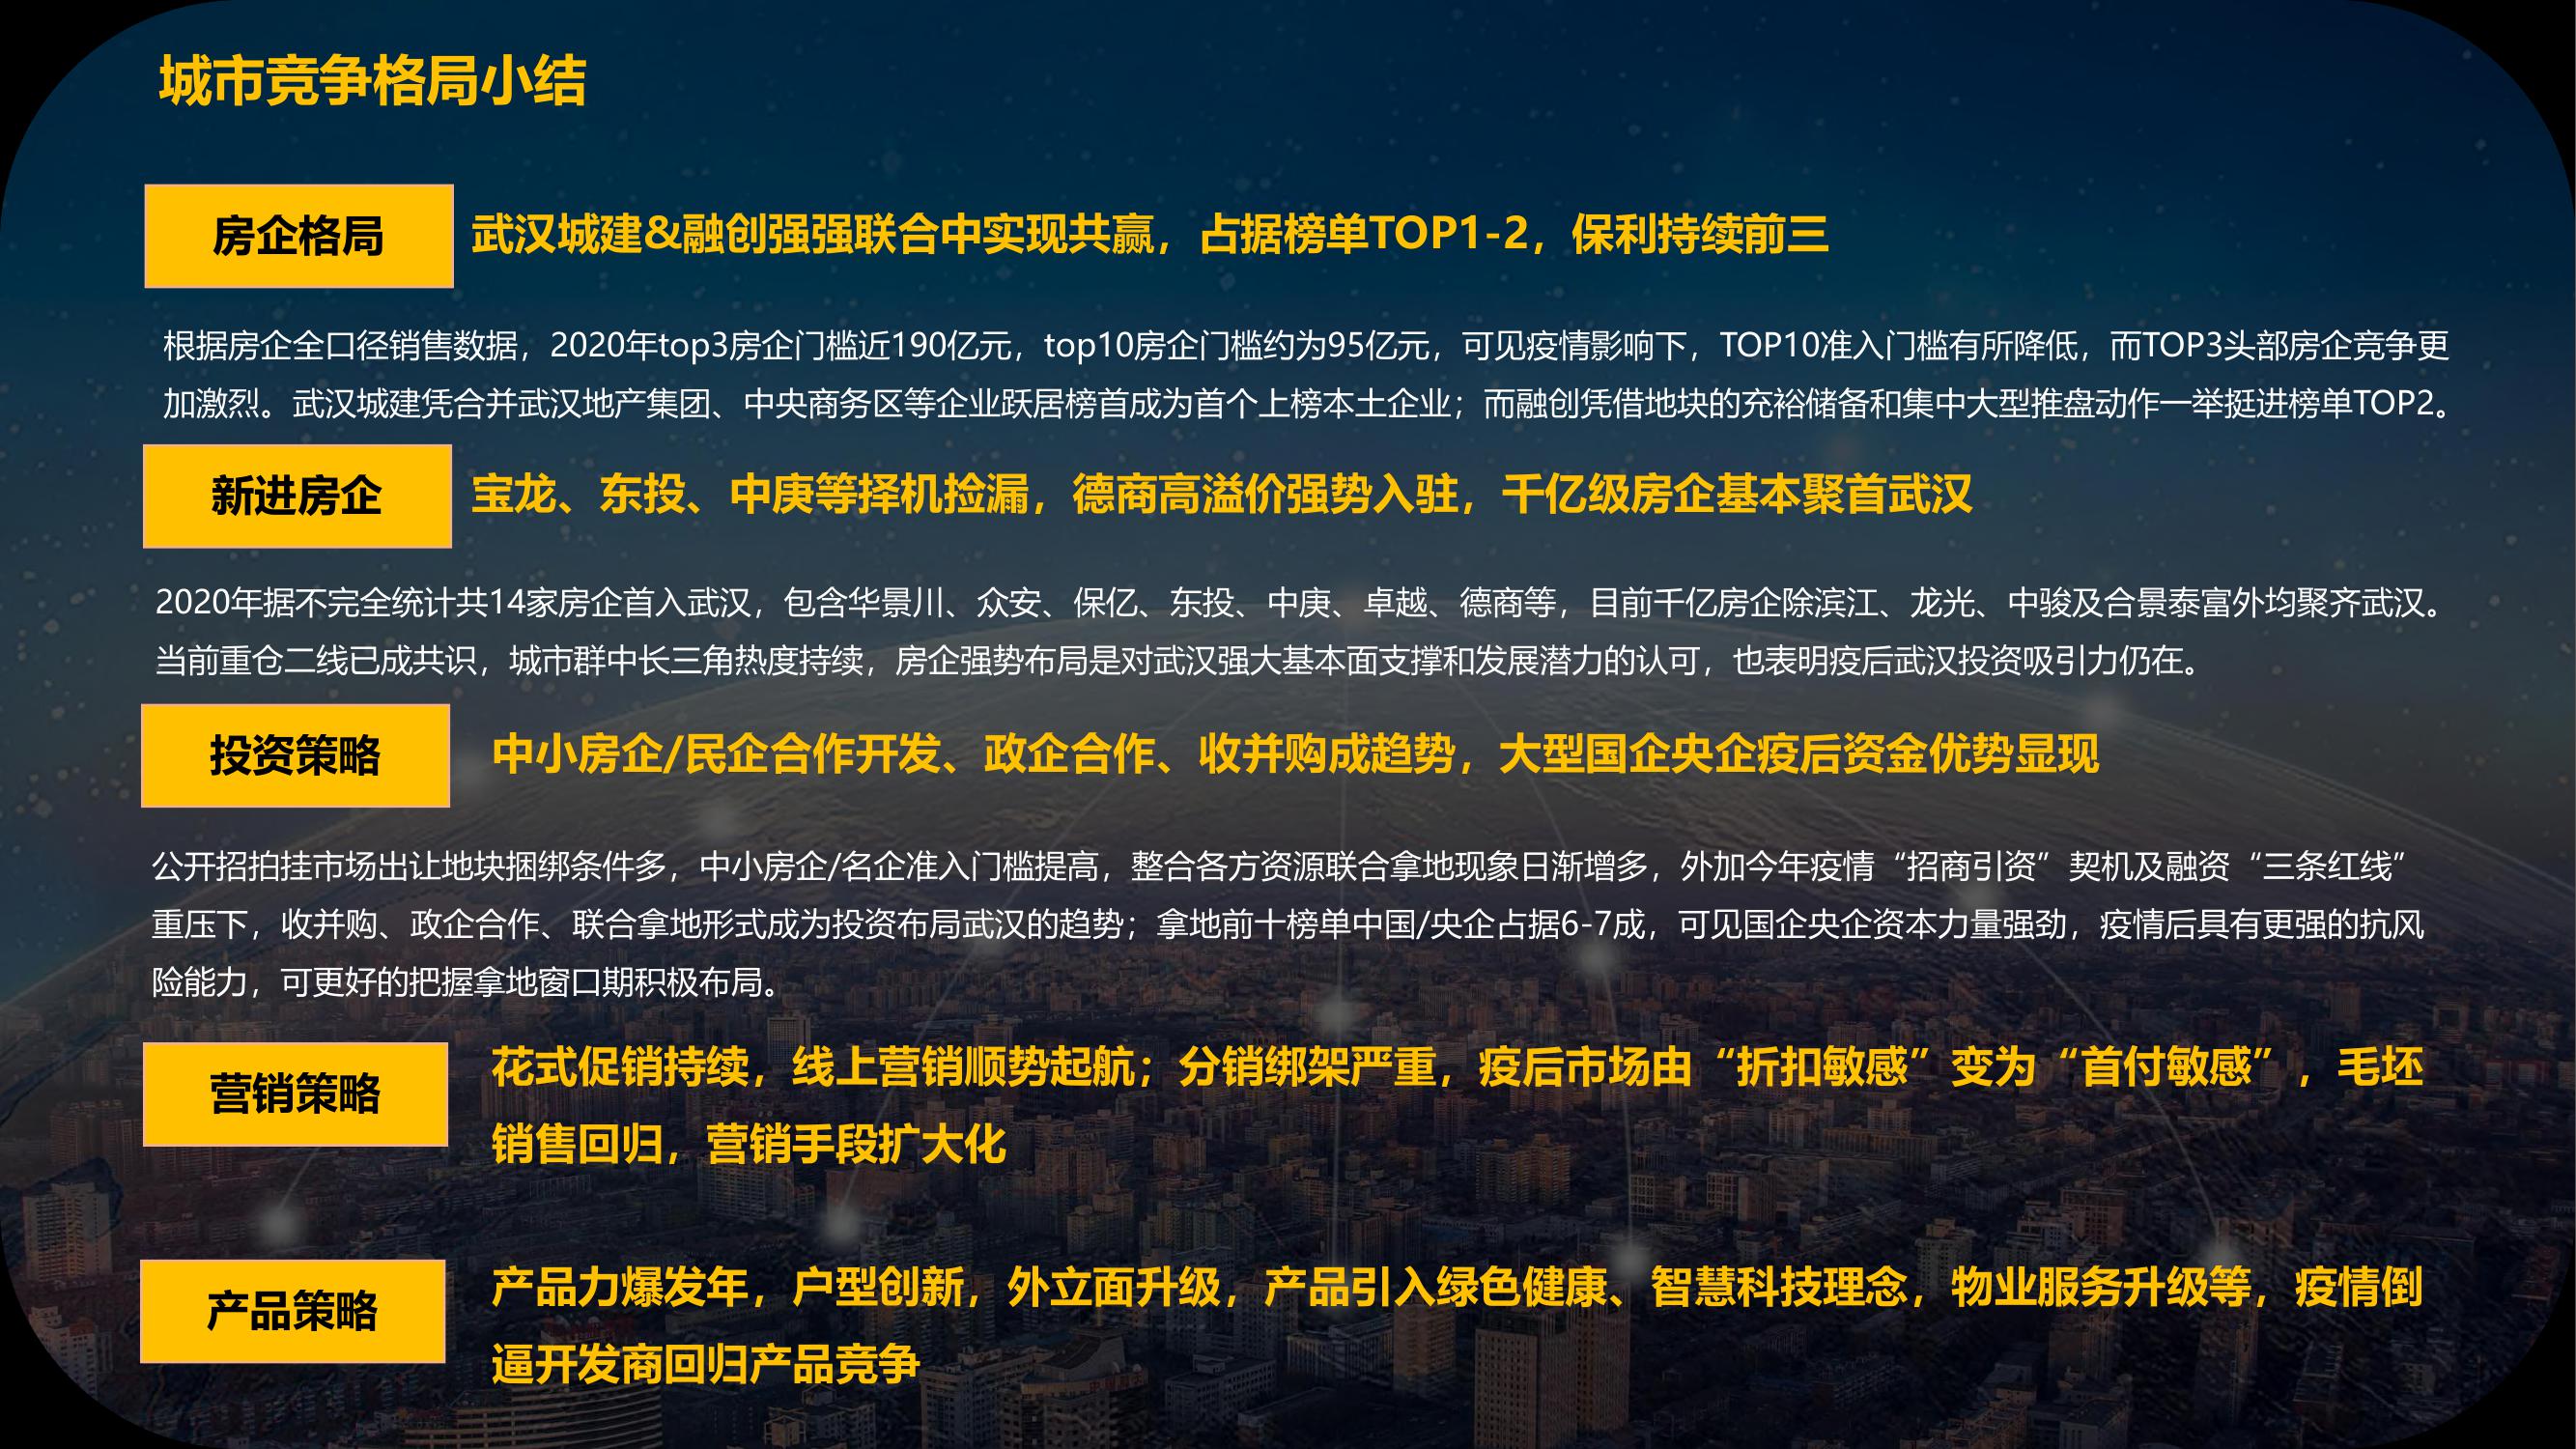 城市竞争格局小结
房企格局
武汉城建&融创强强联合中实现共赢，占据榜单TOP1-2，保利持续前三
根据房企全口径销售数据，2020年top3房企门槛近190亿元，top10房企门槛约为95亿元，可见疫情影响下，TOP10准入门槛有所降低，而TOP3头部房企竞争更
加激烈。武汉城建凭合并武汉地产集团、中央商务区等企业跃居榜首成为首个上榜本土企业；而融创凭借地块的充裕储备和集中大型推盘动作一举挺进榜单TOP2。
新进房企
宝龙、东投、中庚等择机捡漏，德商高溢价强势入驻，千亿级房企基本聚首武汉
2020年据不完全统计共14家房企首入武汉，包含华景川、众安、保亿、东投、中庚、卓越、德商等，目前千亿房企除滨江、龙光、中骏及合景泰富外均聚齐武汉。
当前重仓二线已成共识，城市群中长三角热度持续，房企强势布局是对武汉强大基本面支撑和发展潜力的认可，也表明疫后武汉投资吸引力仍在。
投资策略
中小房企/民企合作开发、政企合作、收并购成趋势，大型国企央企疫后资金优势显现
公开招拍挂市场出让地块捆绑条件多，中小房企/名企准入门槛提高，整合各方资源联合拿地现象日渐增多，外加今年疫情“招商引资”契机及融资“三条红线”
重压下，收并购、政企合作、联合拿地形式成为投资布局武汉的趋势；拿地前十榜单中国/央企占据6-7成，可见国企央企资本力量强劲，疫情后具有更强的抗风
险能力，可更好的把握拿地窗口期积极布局。
营销策略
花式促销持续，线上营销顺势起航；分销绑架严重，疫后市场由“折扣敏感”变为“首付敏感”，毛坯
销售回归，营销手段扩大化
产品策略
产品力爆发年，户型创新，外立面升级，产品引入绿色健康、智慧科技理念，物业服务升级等，疫情倒
逼开发商回归产品竞争